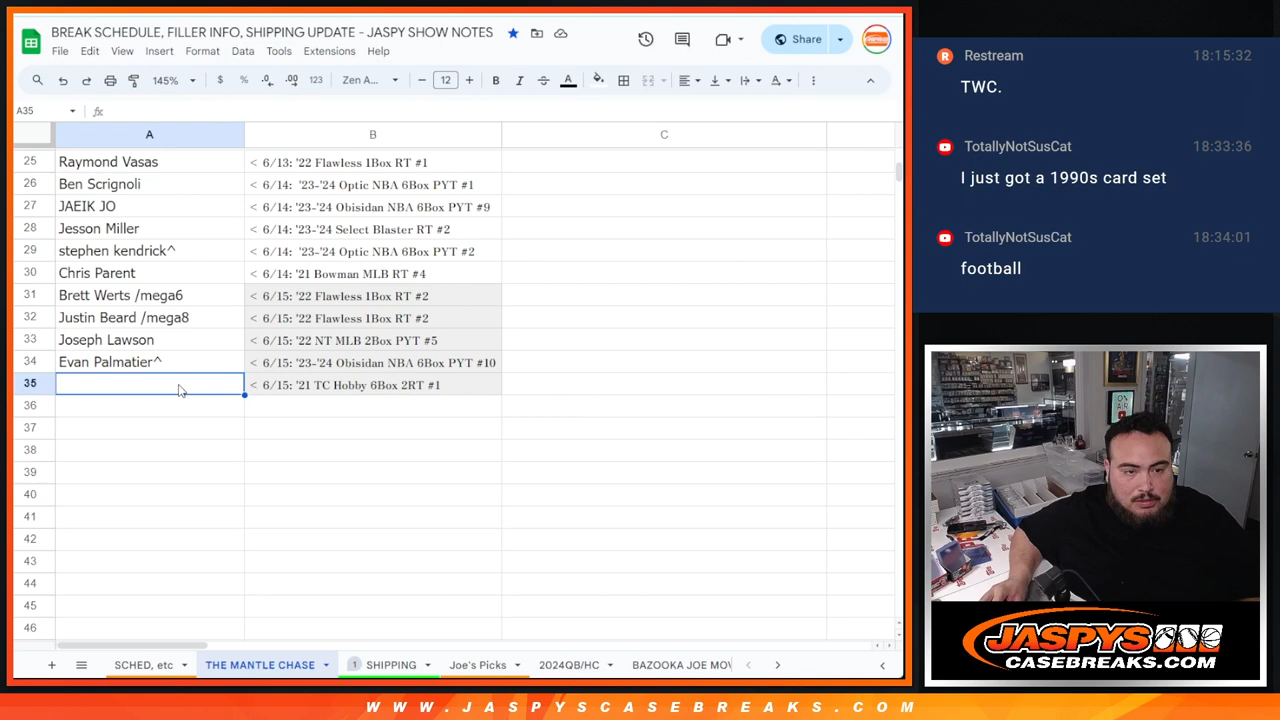 BREAK SCHEDULE, FILLER INFO, SHIPPING UPDATE - JASPY SHOW NOTES
File Edit View Insert Format Data Tools Extensions Help
Share
145% $ % .0 .00 123 Zen A... 12 B I A
A35 fx
A B C
25 Raymond Vasas < 6/13: '22 Flawless 1Box RT #1
26 Ben Scrignoli < 6/14: '23-'24 Optic NBA 6Box PYT #1
27 JAEIK JO < 6/14: '23-'24 Obisidan NBA 6Box PYT #9
28 Jesson Miller < 6/14: '23-'24 Select Blaster RT #2
29 stephen kendrick^ < 6/14: '23-'24 Optic NBA 6Box PYT #2
30 Chris Parent < 6/14: '21 Bowman MLB RT #4
31 Brett Werts /mega6 < 6/15: '22 Flawless 1Box RT #2
32 Justin Beard /mega8 < 6/15: '22 Flawless 1Box RT #2
33 Joseph Lawson < 6/15: '22 NT MLB 2Box PYT #5
34 Evan Palmatier^ < 6/15: '23-'24 Obisidan NBA 6Box PYT #10
35 < 6/15: '21 TC Hobby 6Box 2RT #1
36
37
38
39
40
41
42
43
44
45
46
SCHED, etc THE MANTLE CHASE 1 SHIPPING Joe's Picks 2024QB/HC BAZOOKA JOE MOV
Restream 18:15:32
TWC.
TotallyNotSusCat 18:33:36
I just got a 1990s card set
TotallyNotSusCat 18:34:01
football
ON AIR
JASPYS
CASEBREAKS.COM
WWW.JASPYSCASEBREAKS.COM